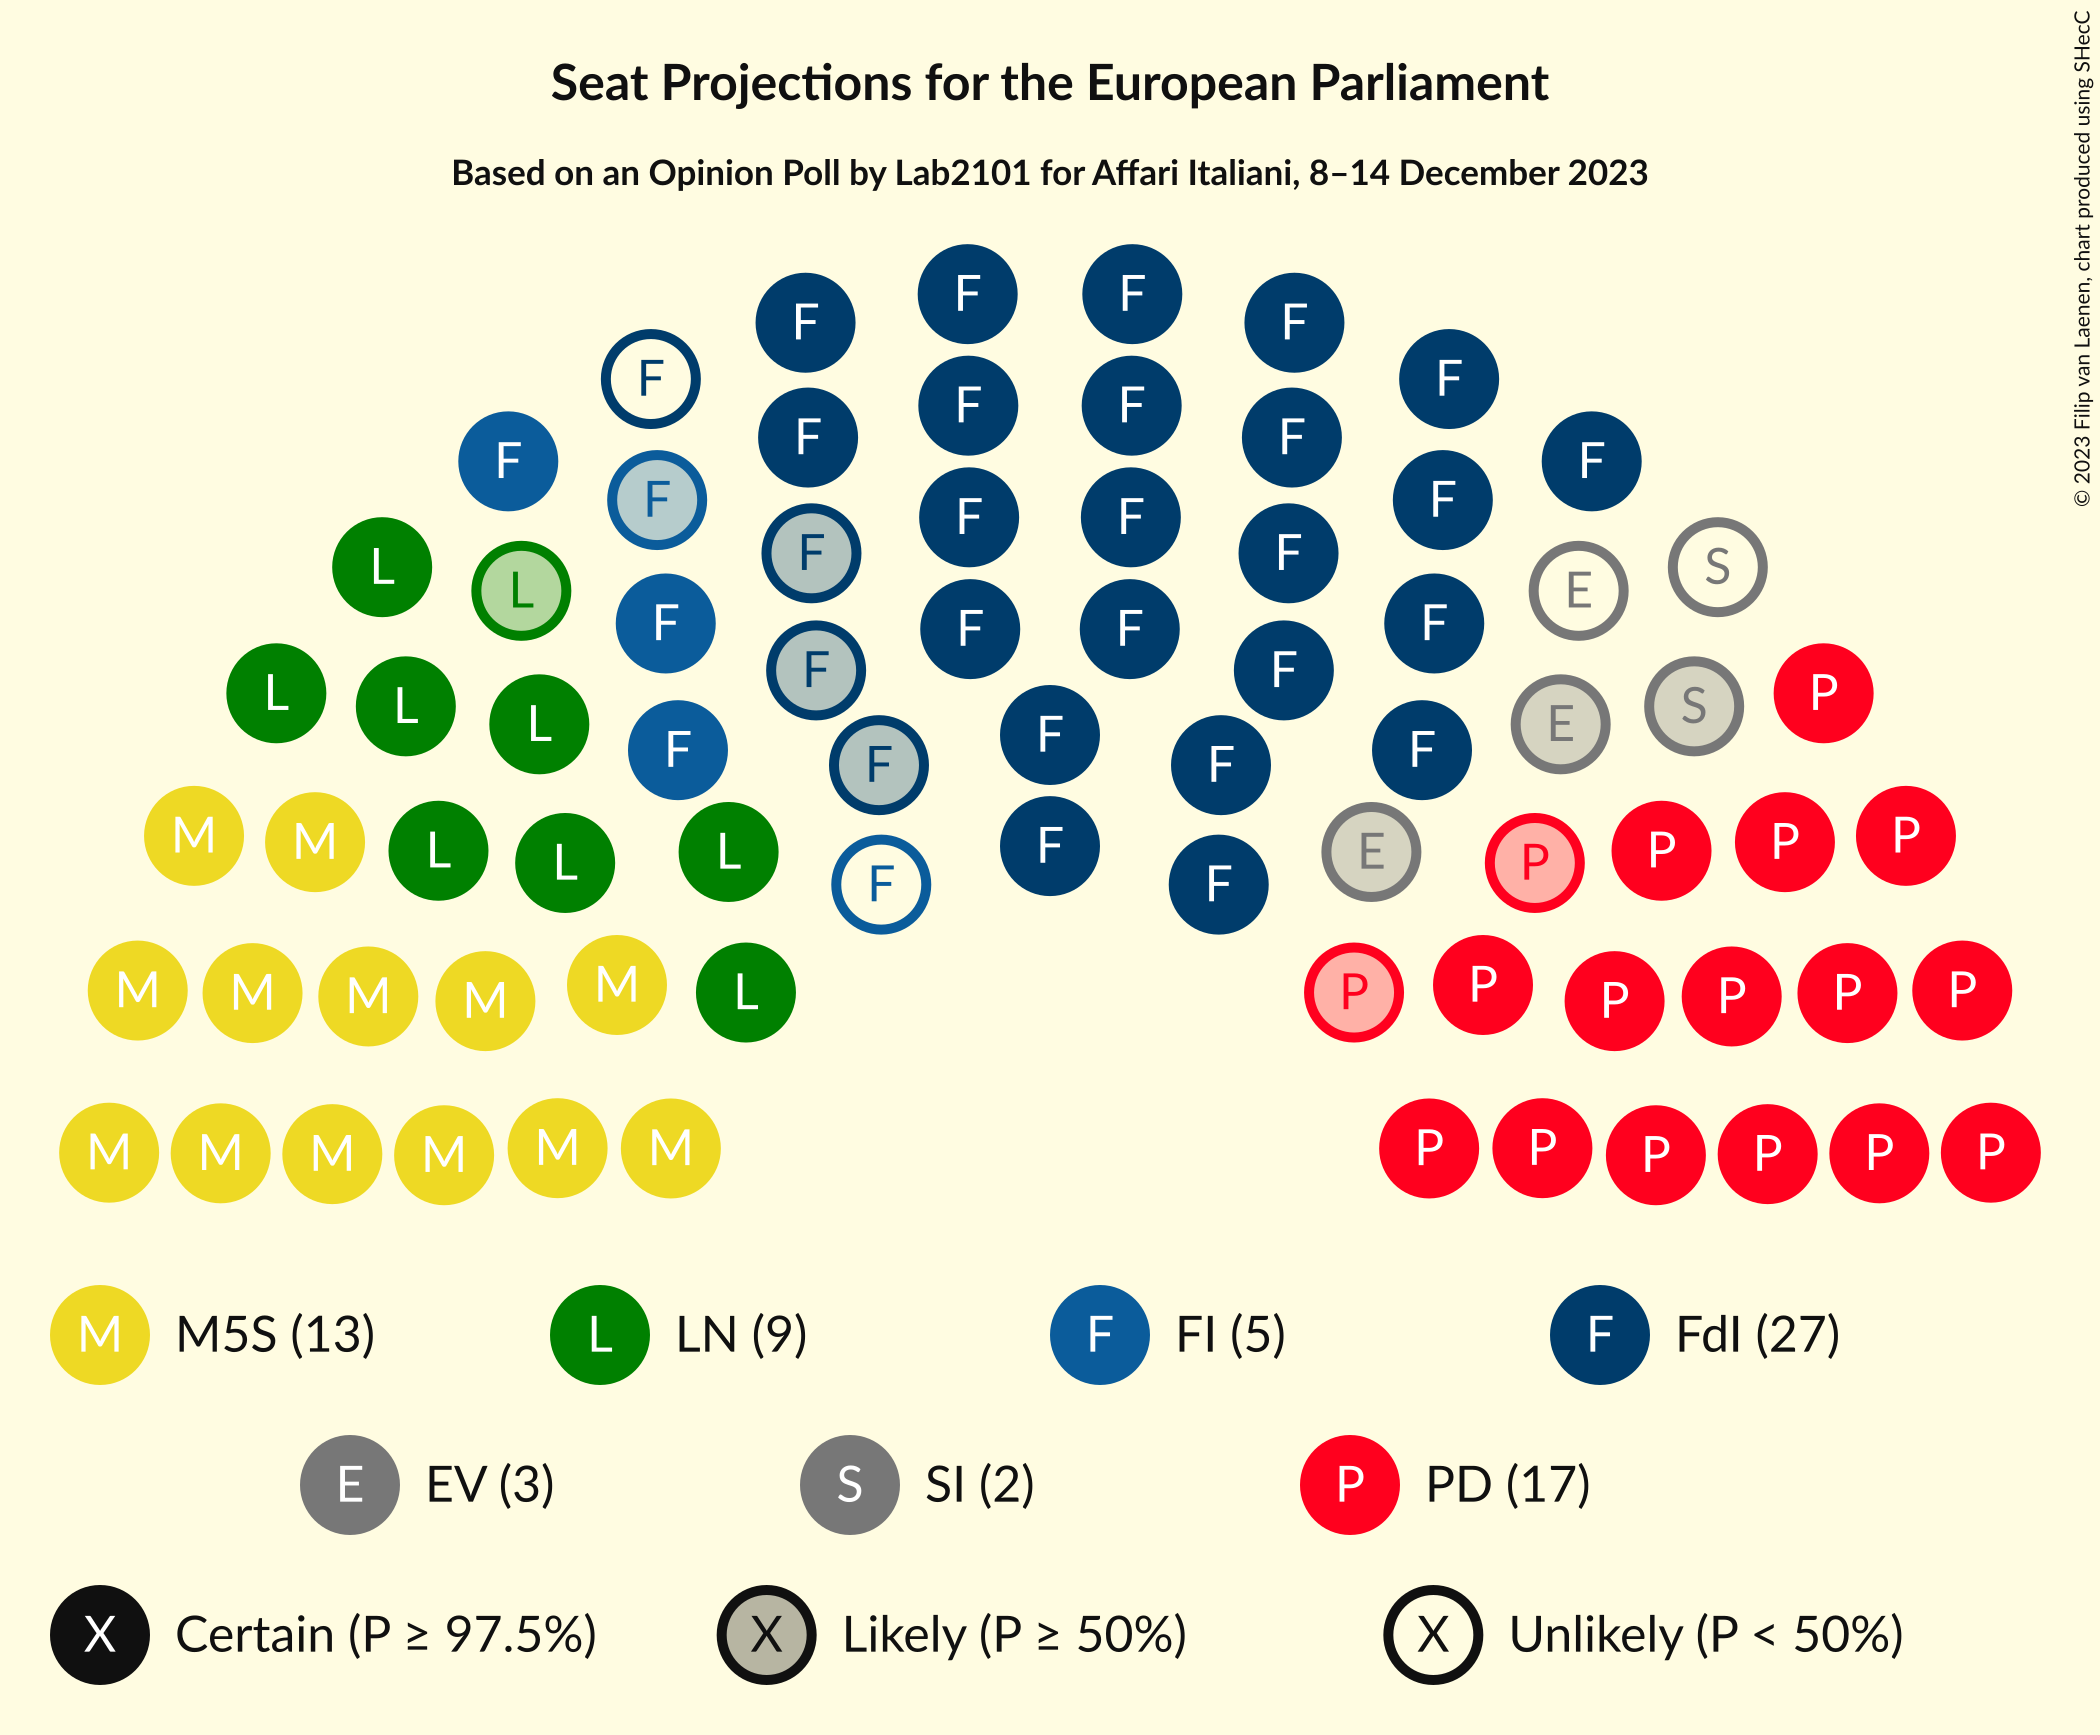 Seat Projections for the European Parliament
Based on an Opinion Poll by Lab2101 for Affari Italiani, 8–14 December 2023
© 2023 Filip van Laenen, chart produced using SHecC
F F
F F
F F
F F F F
F F
F F
F F
F F F F
L L E S
F F
F F
L L L F F F E S P
F F F F
M M L L L F F F E P P P P
M M M M M L P P P P P P
M M M M M M P P P P P P
M M5S (13) L LN (9) F FI (5) F FdI (27)
E EV (3) S SI (2) P PD (17)
X Certain (P ≥ 97.5%) X Likely (P ≥ 50%) X Unlikely (P < 50%)